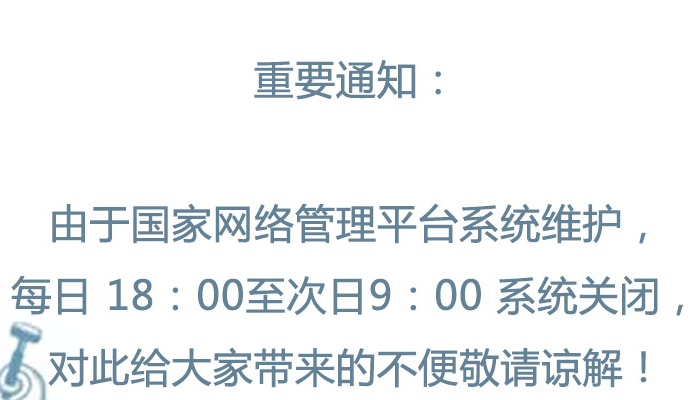 重要通知：
由于国家网络管理平台系统维护，
每日 18：00至次日9：00 系统关闭，
对此给大家带来的不便敬请谅解！